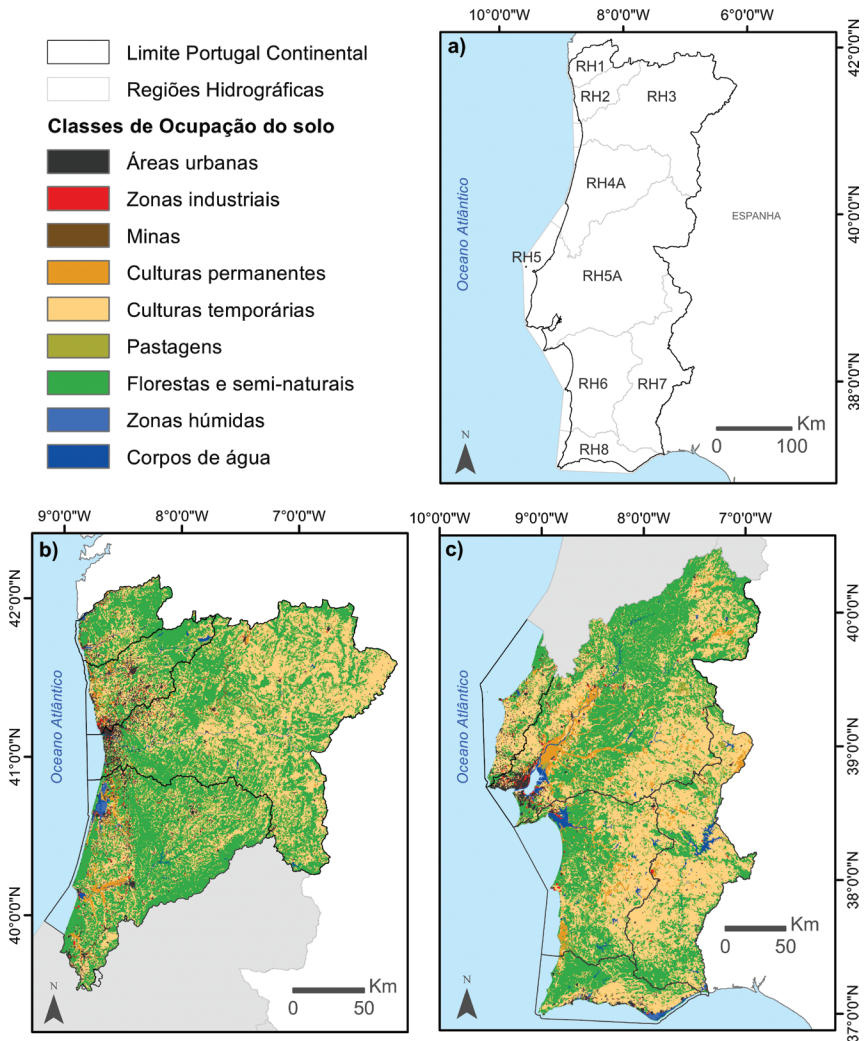 Limite Portugal Continental
Regiões Hidrográficas
Classes de Ocupação do solo
Áreas urbanas
Zonas industriais
Minas
Culturas permanentes
Culturas temporárias
Pastagens
Florestas e semi-naturais
Zonas húmidas
Corpos de água
10°0'0"W 8°0'0"W 6°0'0"W
a)
42°0'0"N
40°0'0"N
38°0'0"N
RH1
RH2
RH3
RH4A
Oceano Atlântico
ESPANHA
RH5
RH5A
RH6
RH7
RH8
N
Km
0 100
9°0'0"W 8°0'0"W 7°0'0"W
b)
42°0'0"N
41°0'0"N
40°0'0"N
Oceano Atlântico
N
Km
0 50
10°0'0"W 9°0'0"W 8°0'0"W 7°0'0"W
c)
40°0'0"N
39°0'0"N
38°0'0"N
37°0'0"N
Oceano Atlântico
N
Km
0 50